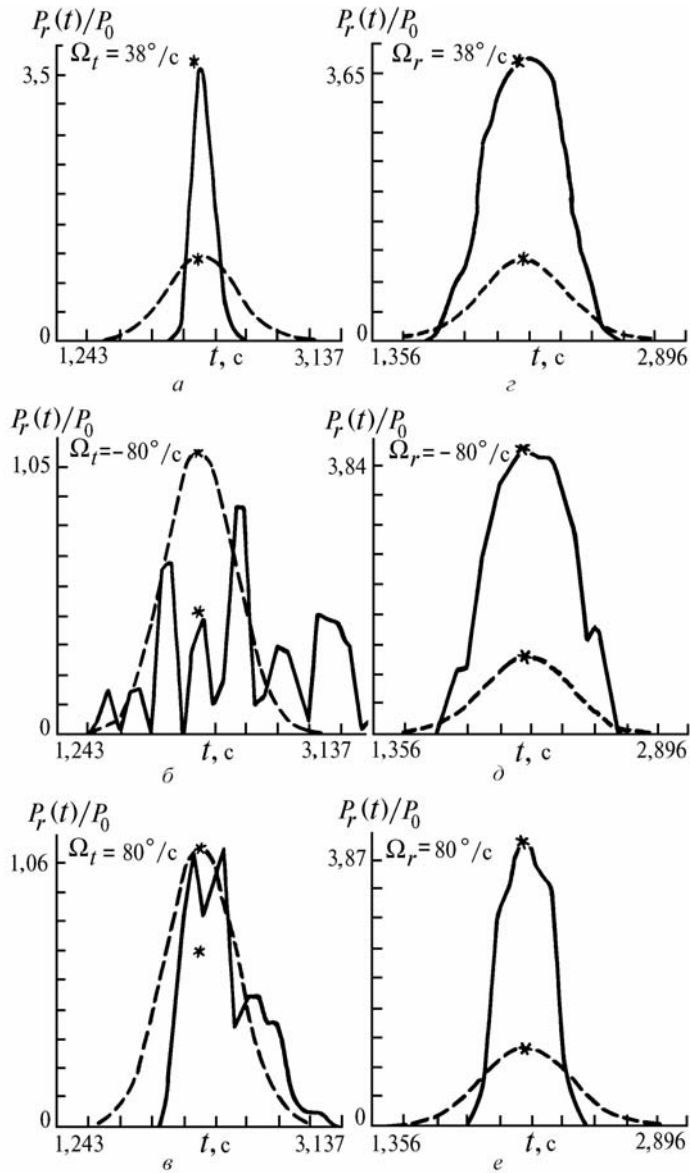 P_r(t)/P_0
Ω_t = 38°/с
3,5
0
1,243
t, с
3,137
а
P_r(t)/P_0
Ω_r = 38°/с
3,65
0
1,356
t, с
2,896
г
P_r(t)/P_0
Ω_t = –80°/с
1,05
0
1,243
t, с
3,137
б
P_r(t)/P_0
Ω_r = –80°/с
3,84
0
1,356
t, с
2,896
д
P_r(t)/P_0
Ω_t = 80°/с
1,06
0
1,243
t, с
3,137
в
P_r(t)/P_0
Ω_r = 80°/с
3,87
0
1,356
t, с
2,896
е